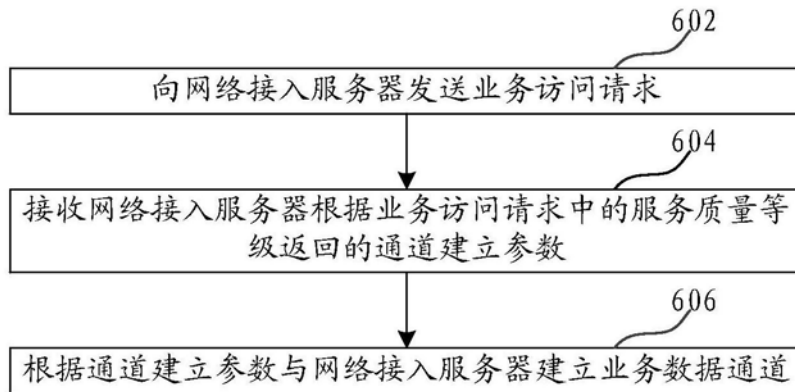 602
向网络接入服务器发送业务访问请求
604
接收网络接入服务器根据业务访问请求中的服务质量等
级返回的通道建立参数
606
根据通道建立参数与网络接入服务器建立业务数据通道